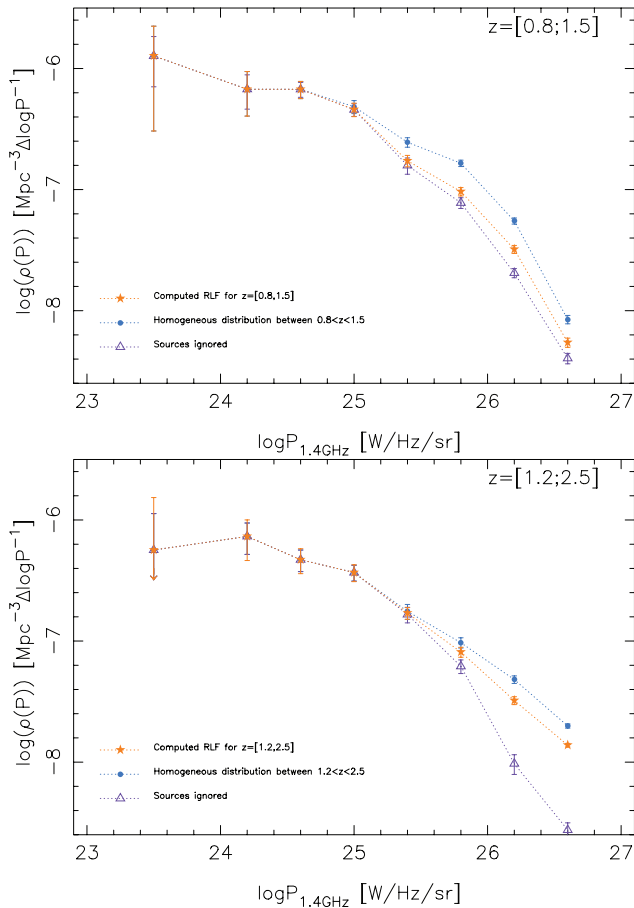 z=[0.8;1.5]
−6
−7
−8
log(ρ(P)) [Mpc⁻³ΔlogP⁻¹]
Computed RLF for z=[0.8,1.5]
Homogeneous distribution between 0.8<z<1.5
Sources ignored
23 24 25 26 27
logP₁.₄GHz [W/Hz/sr]
z=[1.2;2.5]
−6
−7
−8
log(ρ(P)) [Mpc⁻³ΔlogP⁻¹]
Computed RLF for z=[1.2,2.5]
Homogeneous distribution between 1.2<z<2.5
Sources ignored
23 24 25 26 27
logP₁.₄GHz [W/Hz/sr]